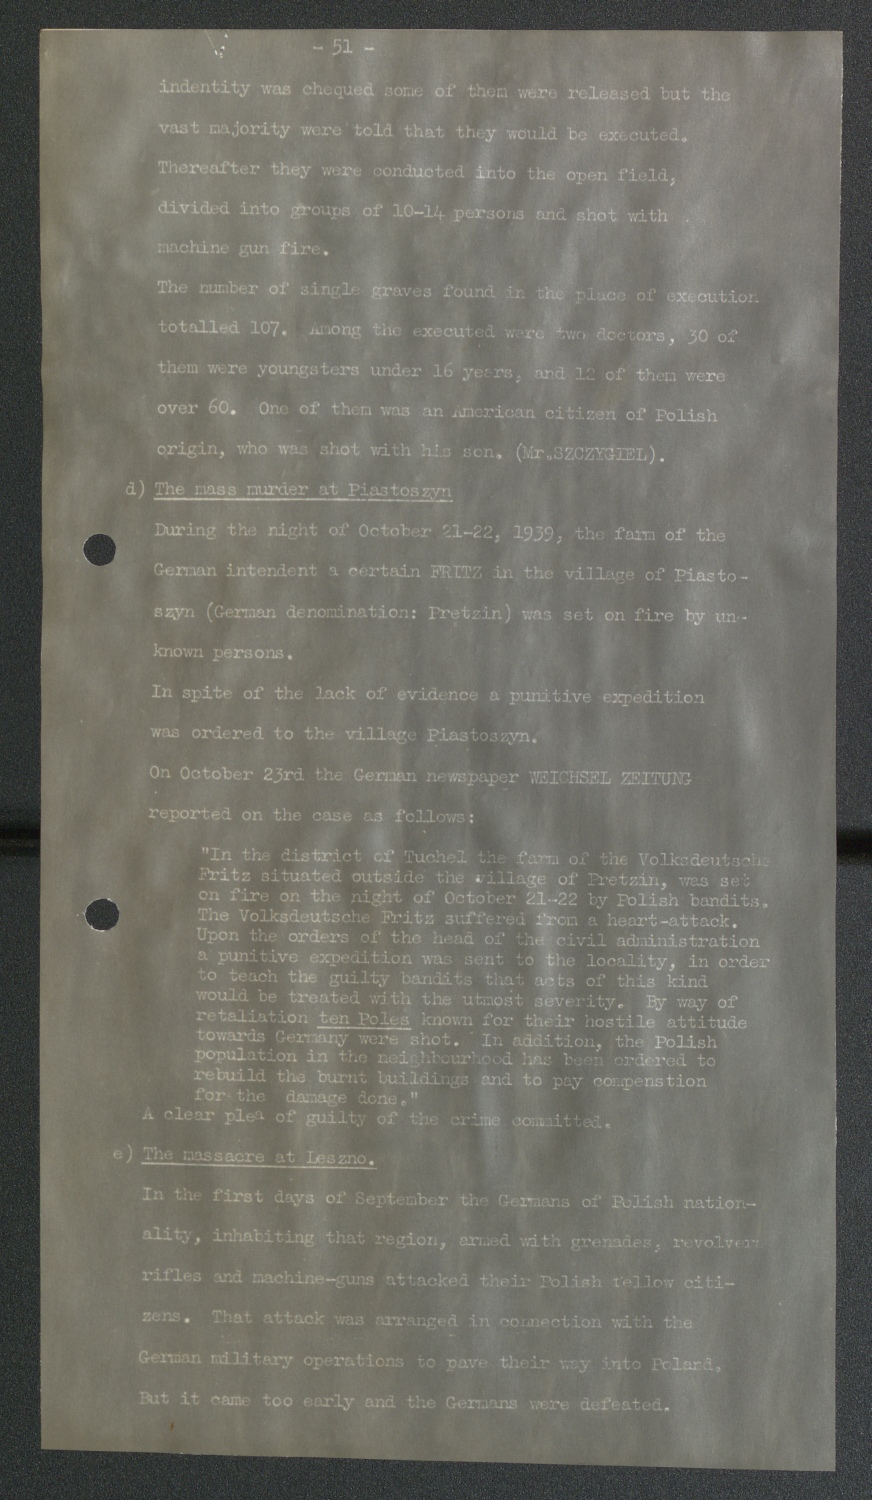 - 51 -
indentity was chequed some of them were released but the
vast majority were told that they would be executed.
Thereafter they were conducted into the open field,
divided into groups of 10-14 persons and shot with
machine gun fire.
The number of single graves found in the place of execution
totalled 107. Among the executed were two doctors, 30 of
them were youngsters under 16 years, and 12 of them were
over 60. One of them was an American citizen of Polish
origin, who was shot with his son. (Mr.SZCZYGIEL).
d) The mass murder at Piastoszyn
During the night of October 21-22, 1939, the farm of the
German intendent a certain FRITZ in the village of Piasto-
szyn (German denomination: Pretzin) was set on fire by un-
known persons.
In spite of the lack of evidence a punitive expedition
was ordered to the village Piastoszyn.
On October 23rd the German newspaper WEICHSEL ZEITUNG
reported on the case as follows:
"In the district of Tuchel the farm of the Volksdeutsche
Fritz situated outside the village of Pretzin, was set
on fire on the night of October 21-22 by Polish bandits.
The Volksdeutsche Fritz suffered from a heart-attack.
Upon the orders of the head of the civil administration
a punitive expedition was sent to the locality, in order
to teach the guilty bandits that acts of this kind
would be treated with the utmost severity. By way of
retaliation ten Poles known for their hostile attitude
towards Germany were shot. In addition, the Polish
population in the neighbourhood has been ordered to
rebuild the burnt buildings and to pay compenstion
for the damage done."
A clear plea of guilty of the crime committed.
e) The massacre at Leszno.
In the first days of September the Germans of Polish nation-
ality, inhabiting that region, armed with grenades, revolver
rifles and machine-guns attacked their Polish fellow citi-
zens. That attack was arranged in connection with the
German military operations to pave their way into Poland.
But it came too early and the Germans were defeated.